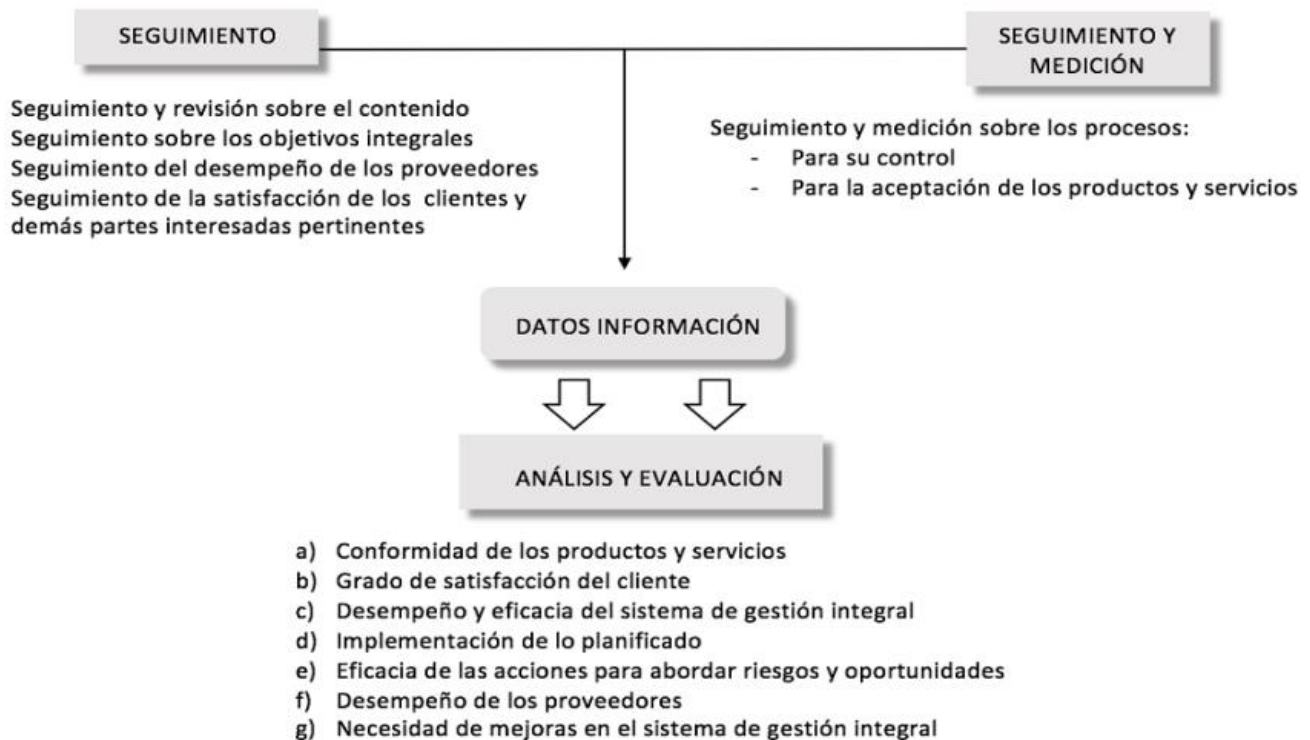 SEGUIMIENTO
SEGUIMIENTO Y
MEDICIÓN
Seguimiento y revisión sobre el contenido
Seguimiento sobre los objetivos integrales
Seguimiento del desempeño de los proveedores
Seguimiento de la satisfacción de los clientes y
demás partes interesadas pertinentes
Seguimiento y medición sobre los procesos:
- Para su control
- Para la aceptación de los productos y servicios
DATOS INFORMACIÓN
ANÁLISIS Y EVALUACIÓN
a) Conformidad de los productos y servicios
b) Grado de satisfacción del cliente
c) Desempeño y eficacia del sistema de gestión integral
d) Implementación de lo planificado
e) Eficacia de las acciones para abordar riesgos y oportunidades
f) Desempeño de los proveedores
g) Necesidad de mejoras en el sistema de gestión integral